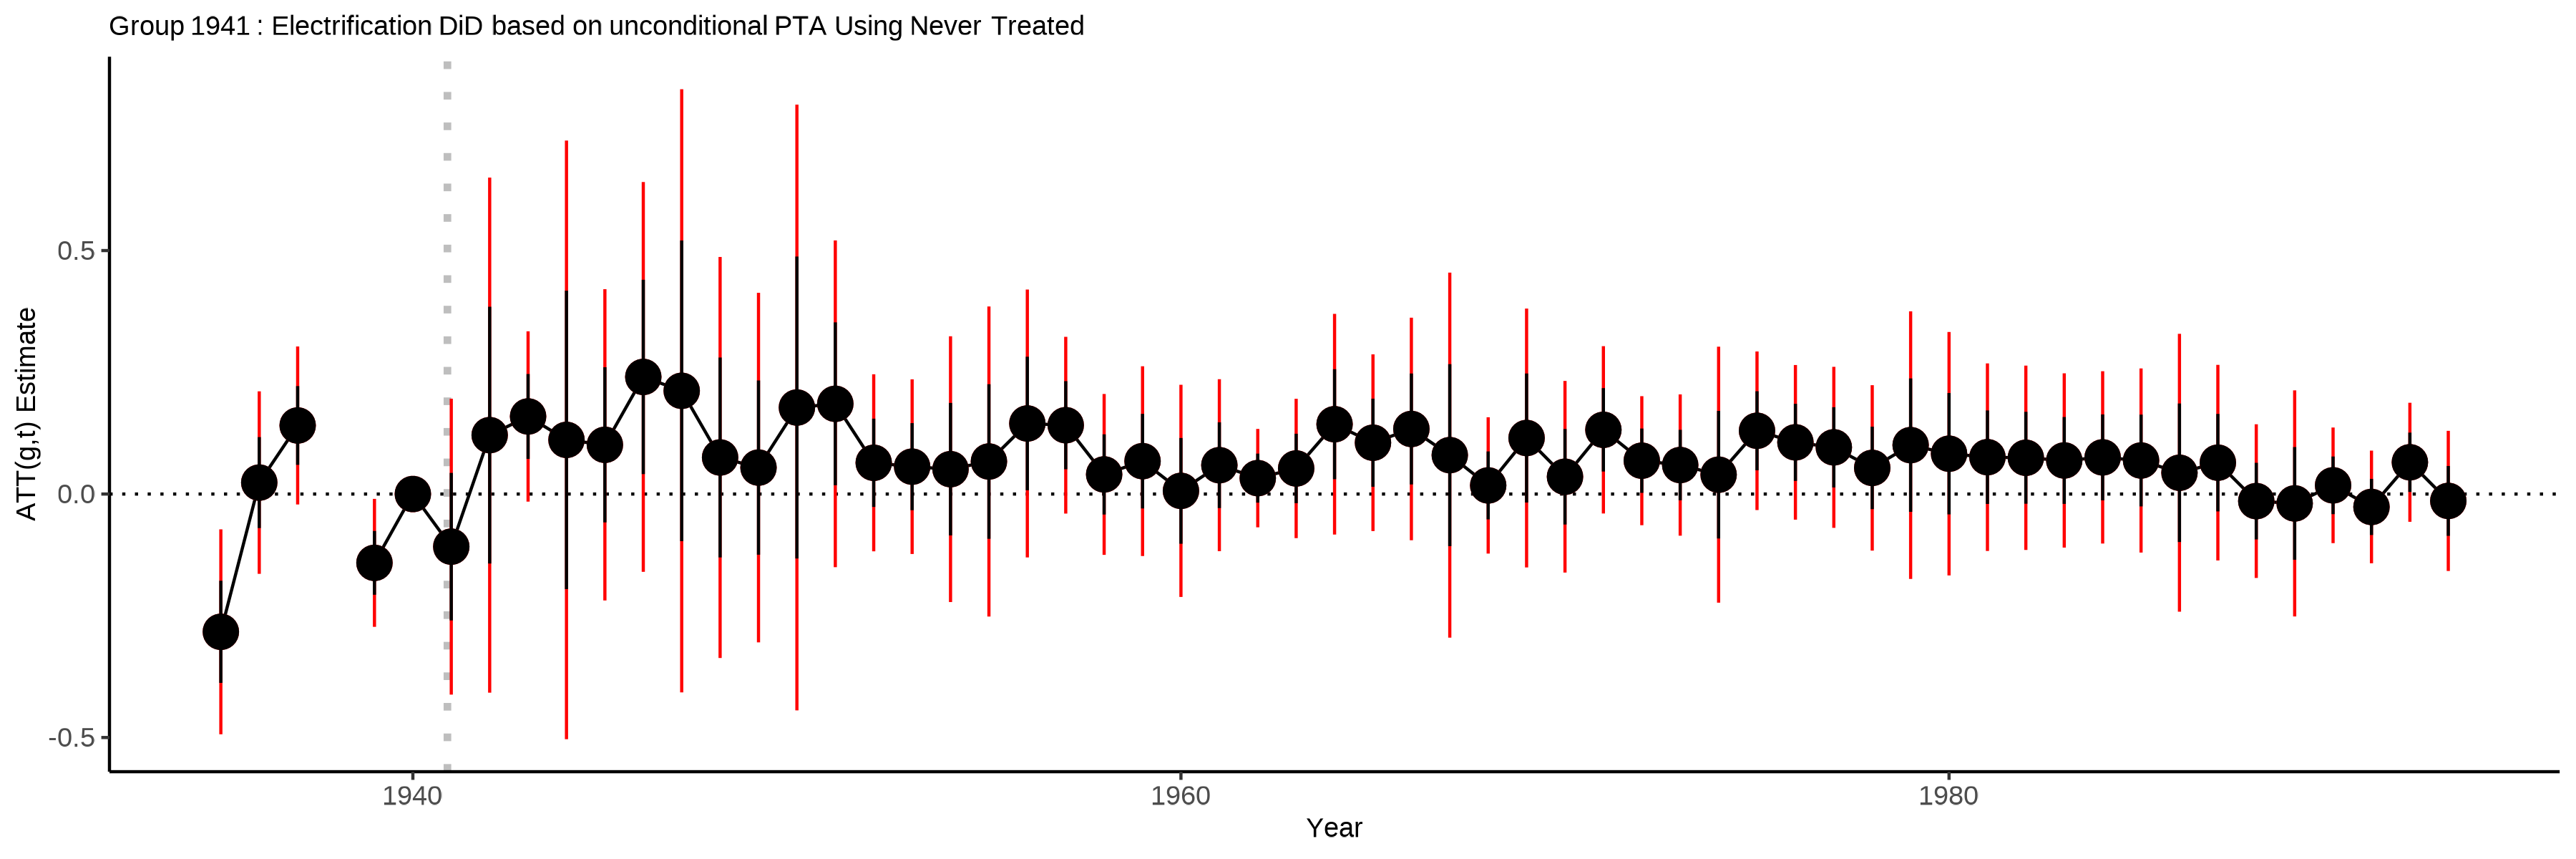 Group 1941 : Electrification DiD based on unconditional PTA Using Never Treated
ATT(g,t) Estimate
0.5
0.0
-0.5
1940
1960
1980
Year